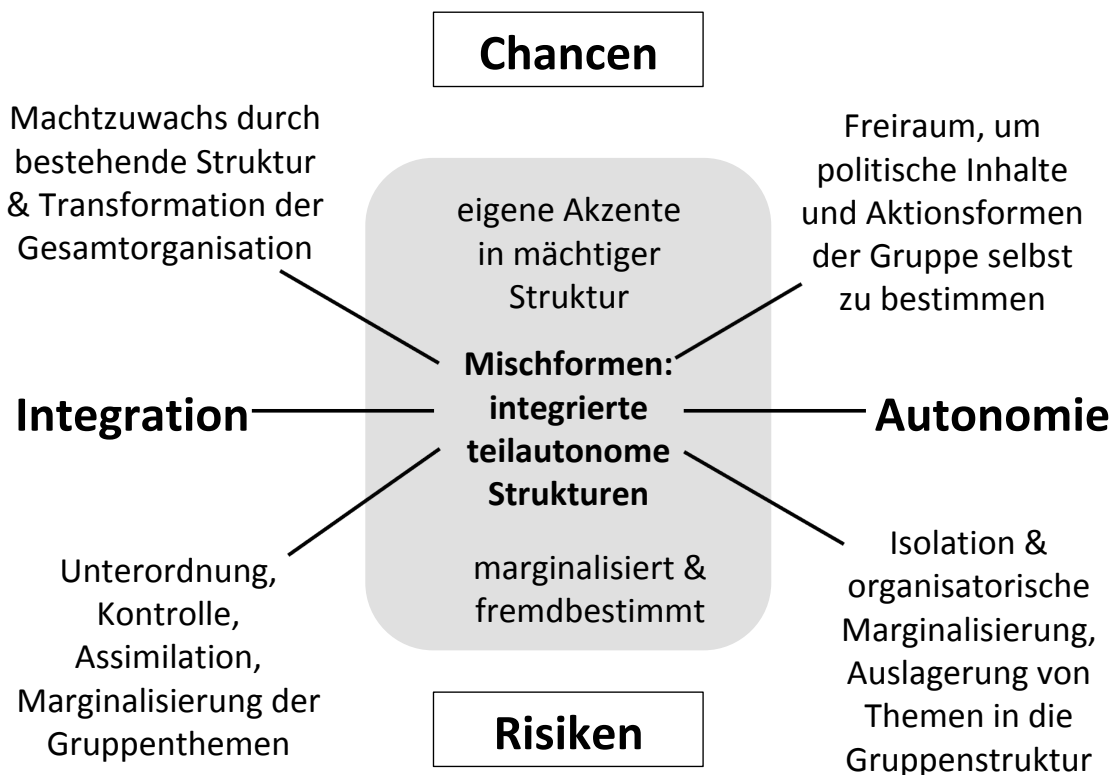 Chancen
Machtzuwachs durch
bestehende Struktur
& Transformation der
Gesamtorganisation
eigene Akzente
in mächtiger
Struktur
Freiraum, um
politische Inhalte
und Aktionsformen
der Gruppe selbst
zu bestimmen
Integration
Mischformen:
integrierte
teilautonome
Strukturen
Autonomie
Unterordnung,
Kontrolle,
Assimilation,
Marginalisierung der
Gruppenthemen
marginalisiert &
fremdbestimmt
Isolation &
organisatorische
Marginalisierung,
Auslagerung von
Themen in die
Gruppenstruktur
Risiken